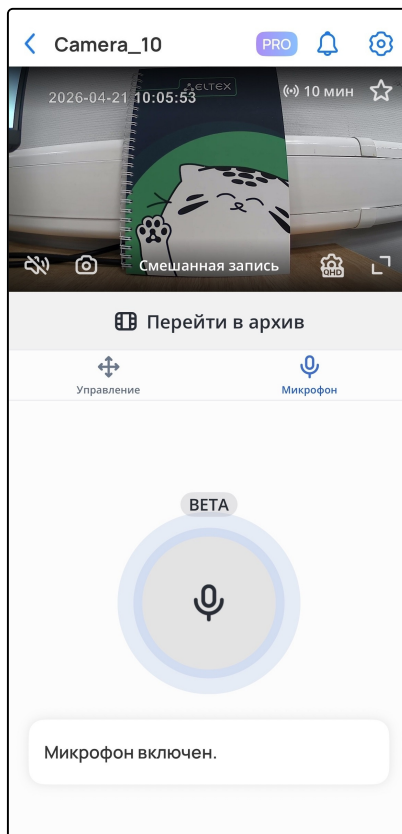 Camera_10
PRO
ELTEX
2026-04-21 10:05:53
10 мин
Смешанная запись
QHD
Перейти в архив
Управление
Микрофон
BETA
Микрофон включен.